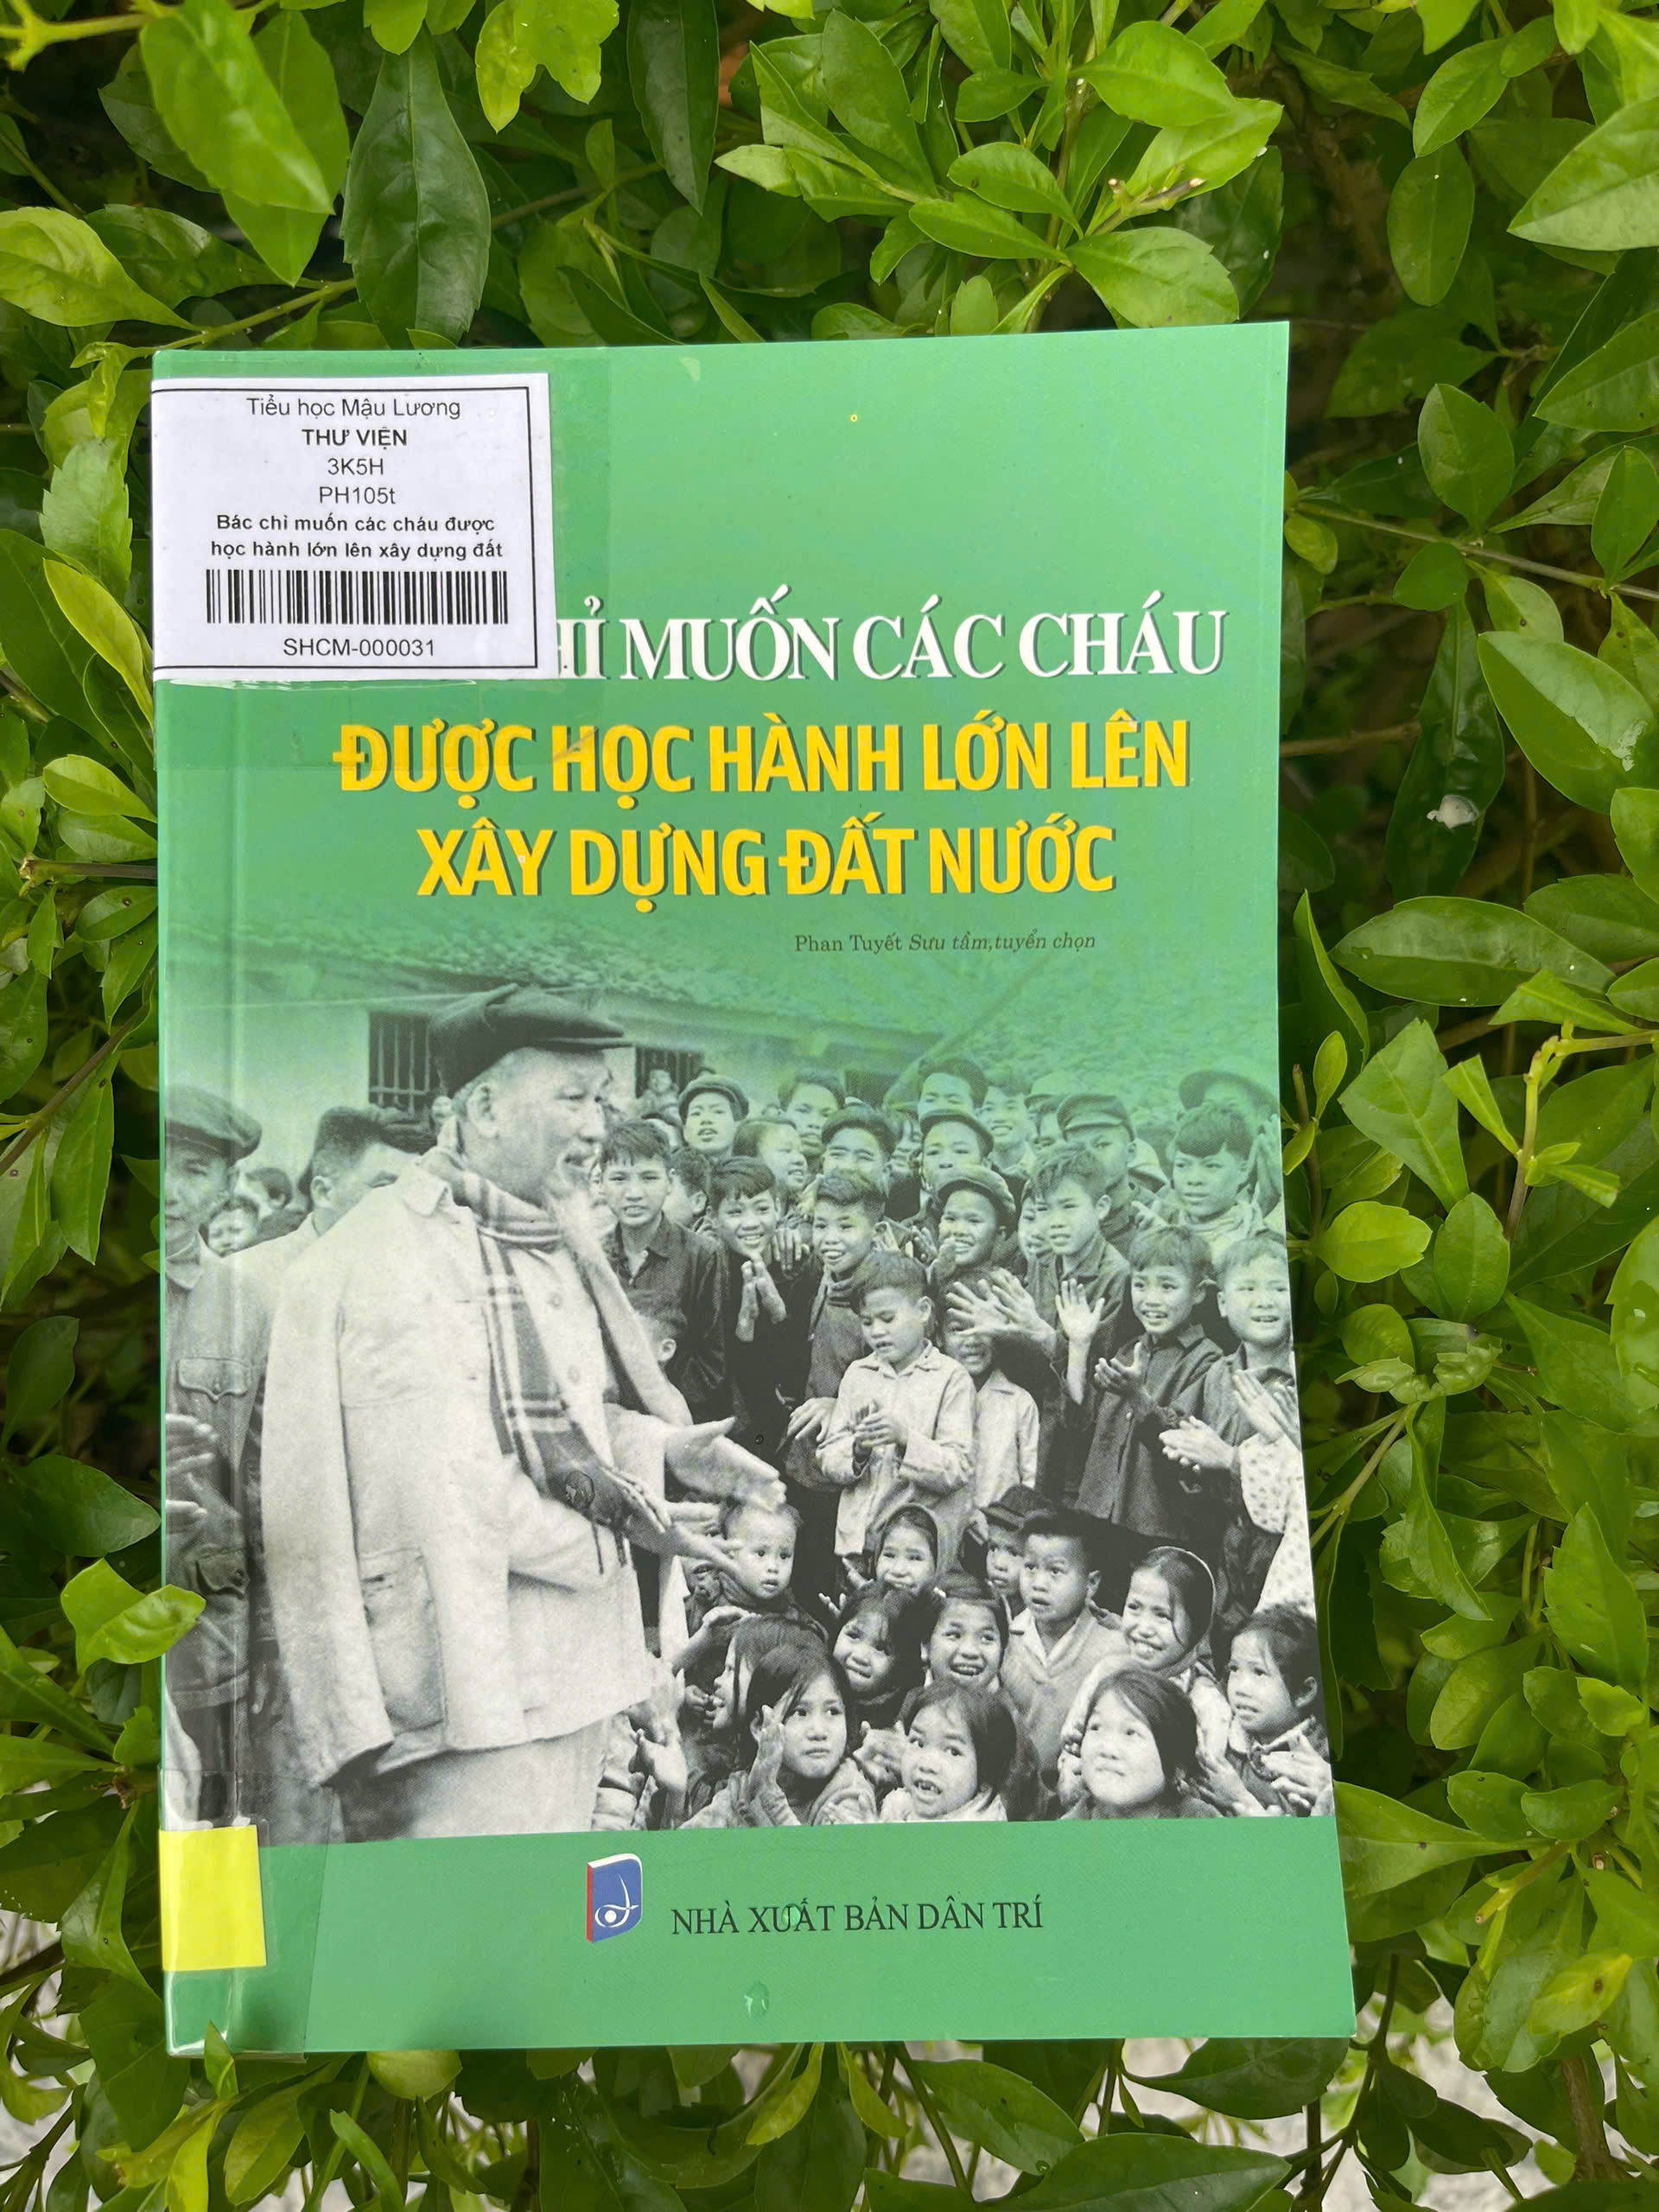 Tiểu học Mậu Lương
THƯ VIỆN
3K5H
PH105t
Bác chỉ muốn các cháu được
học hành lớn lên xây dựng đất
SHCM-000031
HỈ MUỐN CÁC CHÁU
ĐƯỢC HỌC HÀNH LỚN LÊN
XÂY DỰNG ĐẤT NƯỚC
Phan Tuyết Sưu tầm,tuyển chọn
NHÀ XUẤT BẢN DÂN TRÍ